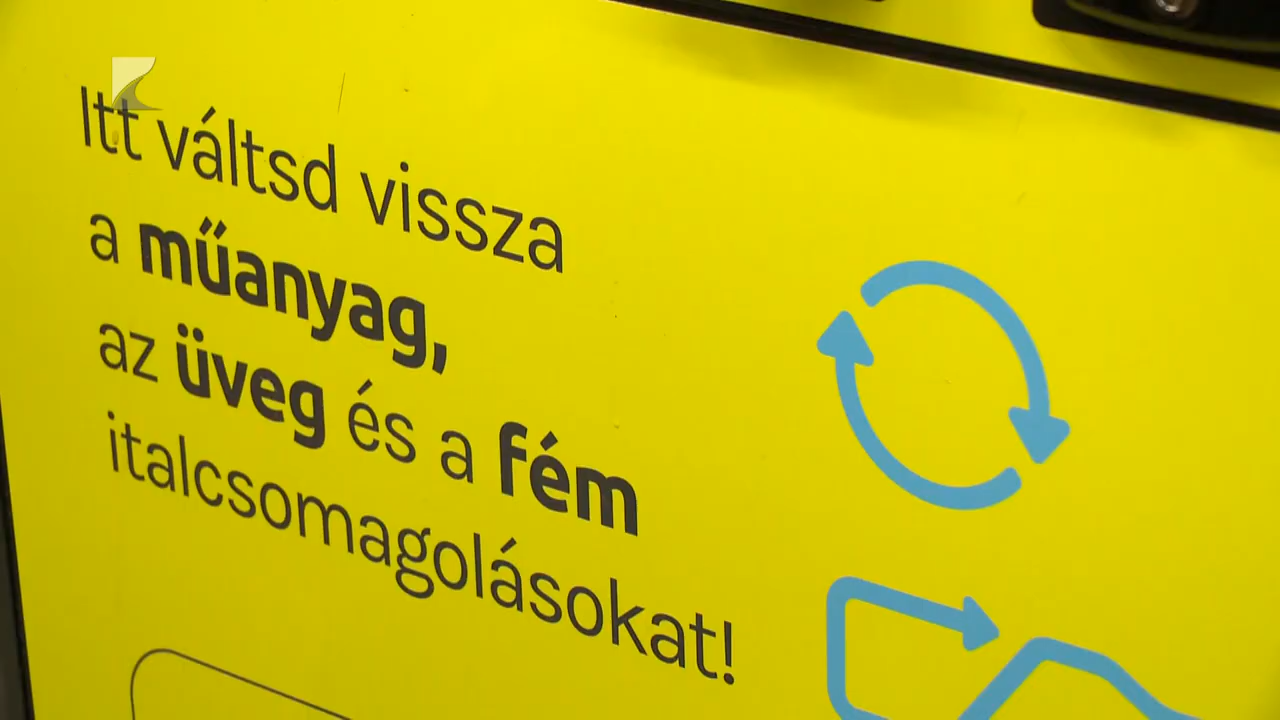 Itt váltsd vissza
a műanyag,
az üveg és a fém
italcsomagolásokat!